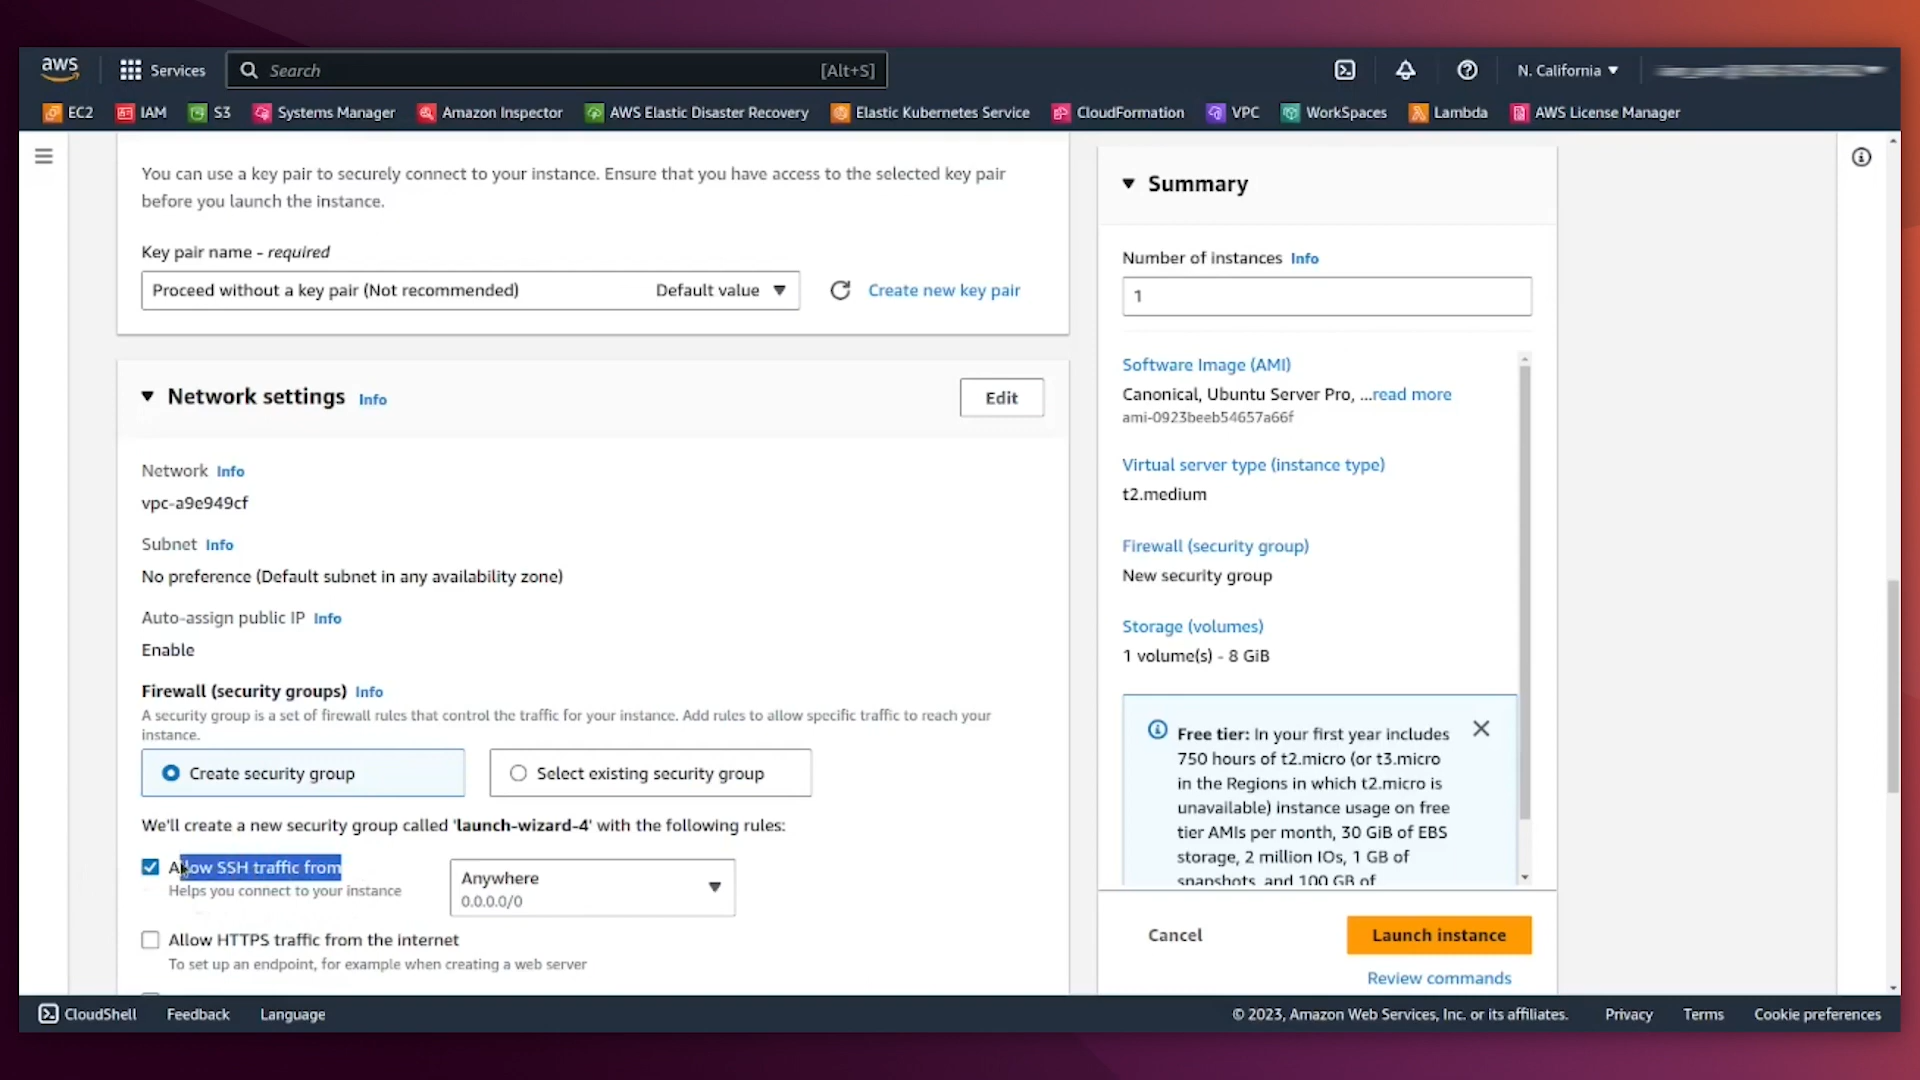 aws
Services
Search
[Alt+S]
N. California
EC2
IAM
S3
Systems Manager
Amazon Inspector
AWS Elastic Disaster Recovery
Elastic Kubernetes Service
CloudFormation
VPC
WorkSpaces
Lambda
AWS License Manager
You can use a key pair to securely connect to your instance. Ensure that you have access to the selected key pair
before you launch the instance.
Key pair name - required
Proceed without a key pair (Not recommended)
Default value
Create new key pair
Network settings Info
Edit
Network Info
vpc-a9e949cf
Subnet Info
No preference (Default subnet in any availability zone)
Auto-assign public IP Info
Enable
Firewall (security groups) Info
A security group is a set of firewall rules that control the traffic for your instance. Add rules to allow specific traffic to reach your
instance.
Create security group
Select existing security group
We'll create a new security group called 'launch-wizard-4' with the following rules:
Allow SSH traffic from
Helps you connect to your instance
Anywhere
0.0.0.0/0
Allow HTTPS traffic from the internet
To set up an endpoint, for example when creating a web server
Summary
Number of instances Info
1
Software Image (AMI)
Canonical, Ubuntu Server Pro, ...read more
ami-0923beeb54657a66f
Virtual server type (instance type)
t2.medium
Firewall (security group)
New security group
Storage (volumes)
1 volume(s) - 8 GiB
Free tier: In your first year includes
750 hours of t2.micro (or t3.micro
in the Regions in which t2.micro is
unavailable) instance usage on free
tier AMIs per month, 30 GiB of EBS
storage, 2 million IOs, 1 GB of
snapshots, and 100 GB of
Cancel
Launch instance
Review commands
CloudShell
Feedback
Language
© 2023, Amazon Web Services, Inc. or its affiliates.
Privacy
Terms
Cookie preferences